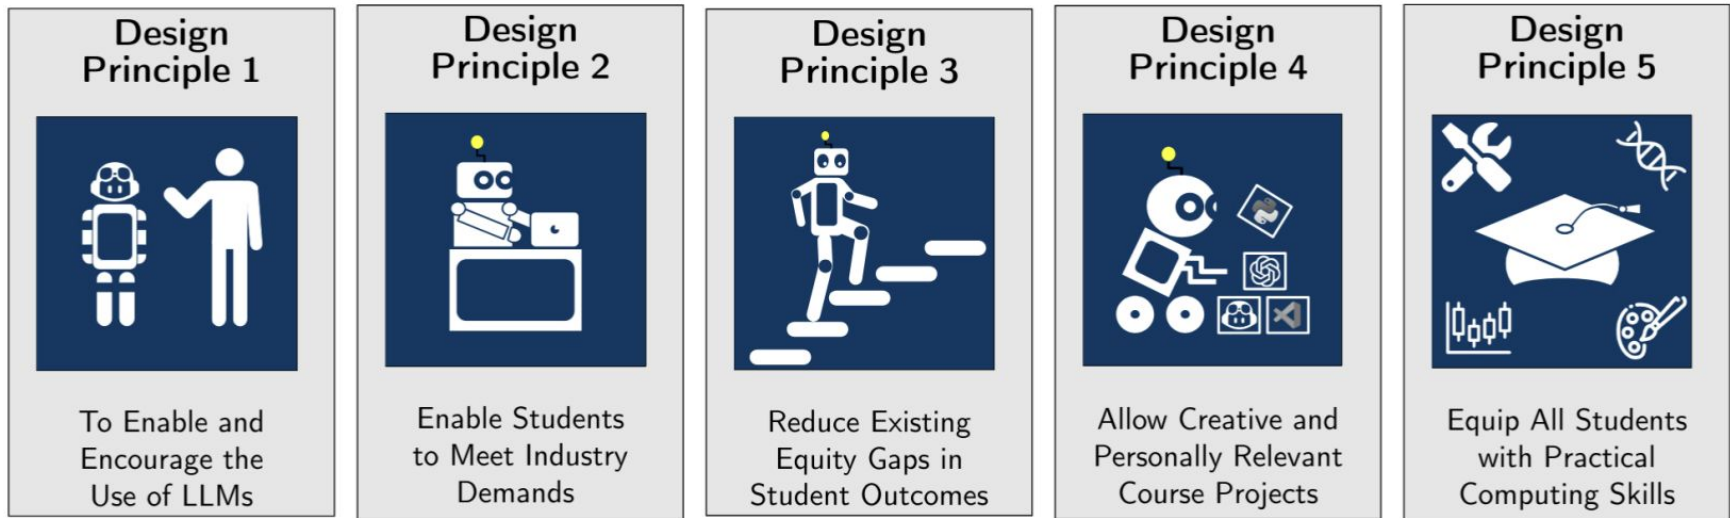 Design
Principle 1
To Enable and
Encourage the
Use of LLMs
Design
Principle 2
Enable Students
to Meet Industry
Demands
Design
Principle 3
Reduce Existing
Equity Gaps in
Student Outcomes
Design
Principle 4
Allow Creative and
Personally Relevant
Course Projects
Design
Principle 5
Equip All Students
with Practical
Computing Skills